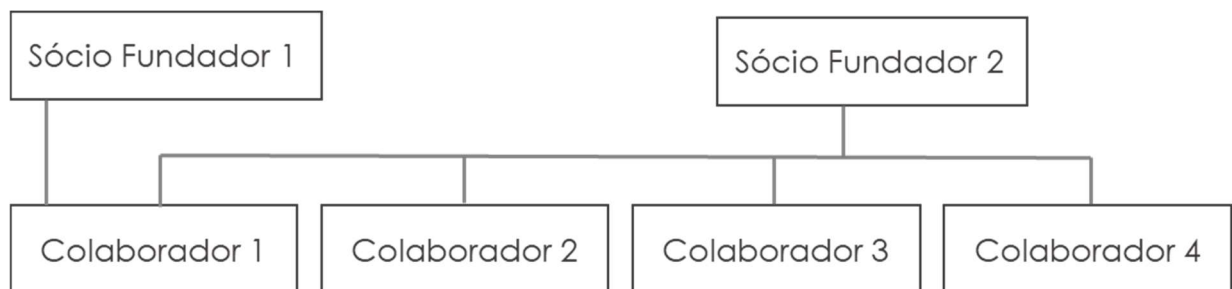 Sócio Fundador 1
Sócio Fundador 2
Colaborador 1
Colaborador 2
Colaborador 3
Colaborador 4